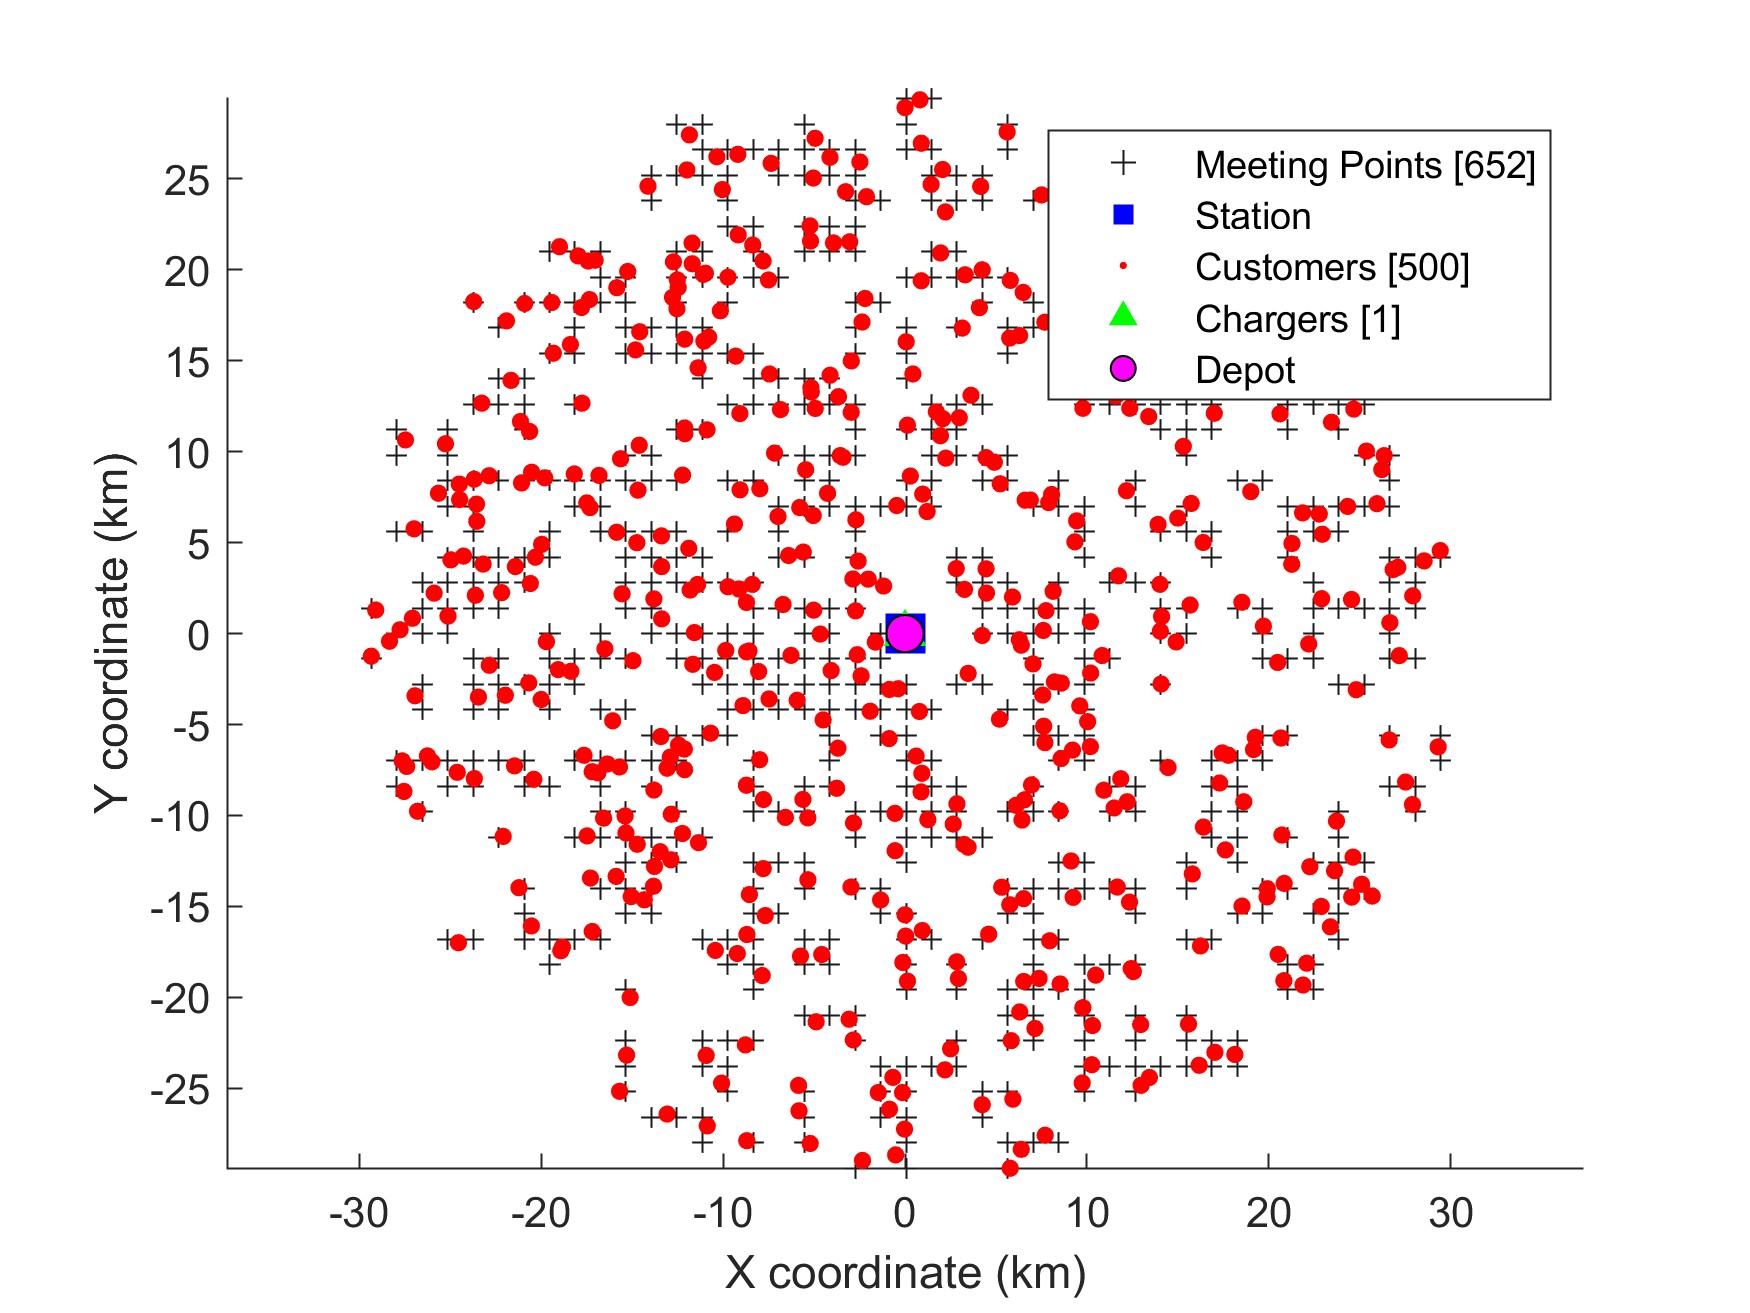 Meeting Points [652]
Station
Customers [500]
Chargers [1]
Depot
25
20
15
10
5
0
-5
-10
-15
-20
-25
Y coordinate (km)
-30 -20 -10 0 10 20 30
X coordinate (km)